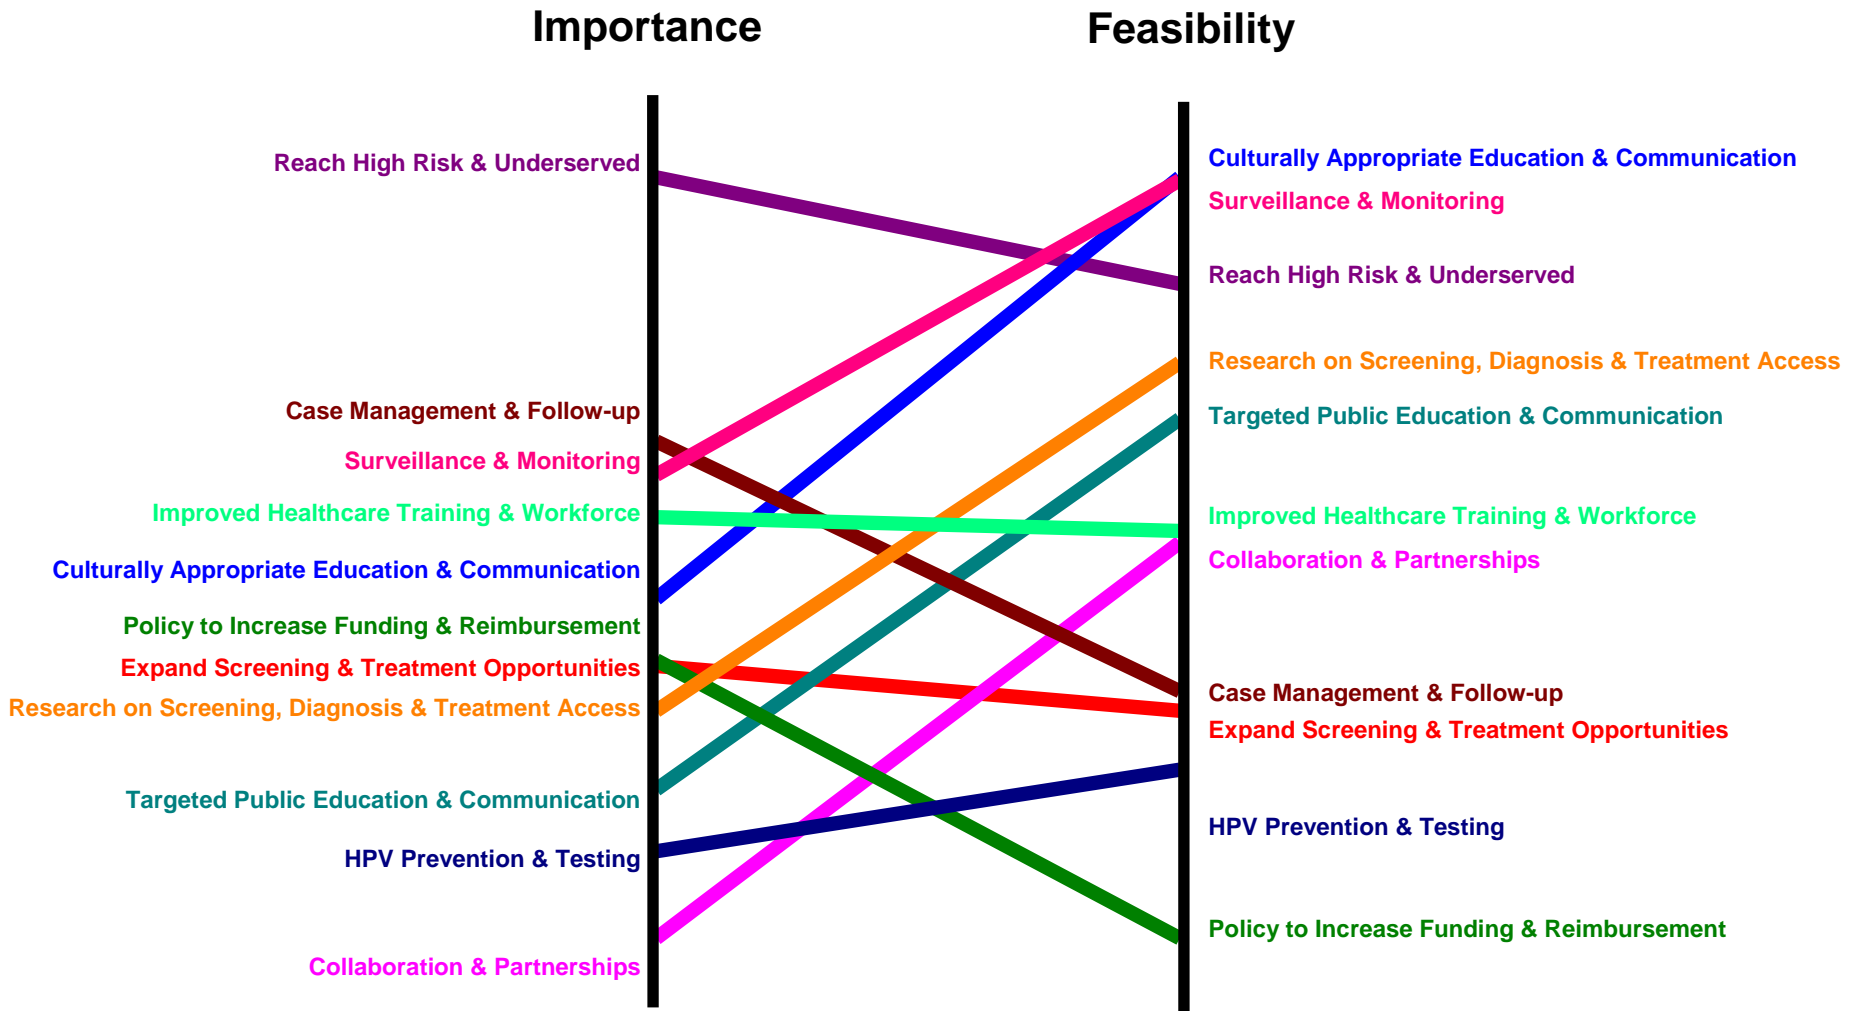 Importance
Feasibility
Reach High Risk & Underserved
Case Management & Follow-up
Surveillance & Monitoring
Improved Healthcare Training & Workforce
Culturally Appropriate Education & Communication
Policy to Increase Funding & Reimbursement
Expand Screening & Treatment Opportunities
Research on Screening, Diagnosis & Treatment Access
Targeted Public Education & Communication
HPV Prevention & Testing
Collaboration & Partnerships
Culturally Appropriate Education & Communication
Surveillance & Monitoring
Reach High Risk & Underserved
Research on Screening, Diagnosis & Treatment Access
Targeted Public Education & Communication
Improved Healthcare Training & Workforce
Collaboration & Partnerships
Case Management & Follow-up
Expand Screening & Treatment Opportunities
HPV Prevention & Testing
Policy to Increase Funding & Reimbursement